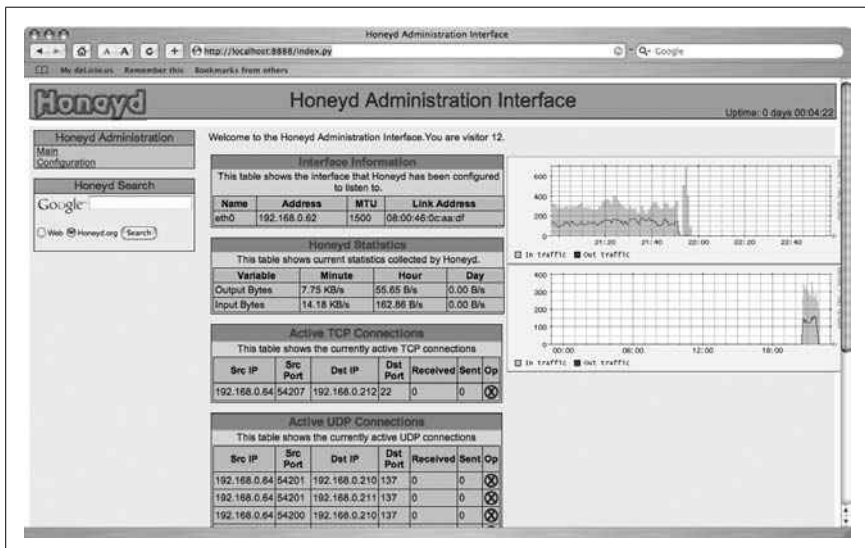 Honeyd Administration Interface
http://localhost:8888/index.py
Google
My del.icio.us Remember this Bookmarks from others
Honeyd
Honeyd Administration Interface
Uptime: 0 days 00:04:22
Honeyd Administration
Main
Configuration
Honeyd Search
Google
Web Honeyd.org Search
Welcome to the Honeyd Administration Interface.You are visitor 12.
Interface Information
This table shows the interface that Honeyd has been configured
to listen to.
Name Address MTU Link Address
eth0 192.168.0.62 1500 08:00:46:0c:aa:df
Honeyd Statistics
This table shows current statistics collected by Honeyd.
Variable Minute Hour Day
Output Bytes 7.75 KB/s 55.65 B/s 0.00 B/s
Input Bytes 14.18 KB/s 162.86 B/s 0.00 B/s
Active TCP Connections
This table shows the currently active TCP connections
Src IP Src Port Dst IP Dst Port Received Sent Op
192.168.0.64 54207 192.168.0.212 22 0 0
Active UDP Connections
This table shows the currently active UDP connections
Src IP Src Port Dst IP Dst Port Received Sent Op
192.168.0.64 54201 192.168.0.210 137 0 0
192.168.0.64 54201 192.168.0.211 137 0 0
192.168.0.64 54200 192.168.0.210 137 0 0
600
400
200
0
21:20 21:40 22:00 22:20 22:40
In traffic Out traffic
400
300
200
100
0
00:00 06:00 12:00 18:00
In traffic Out traffic